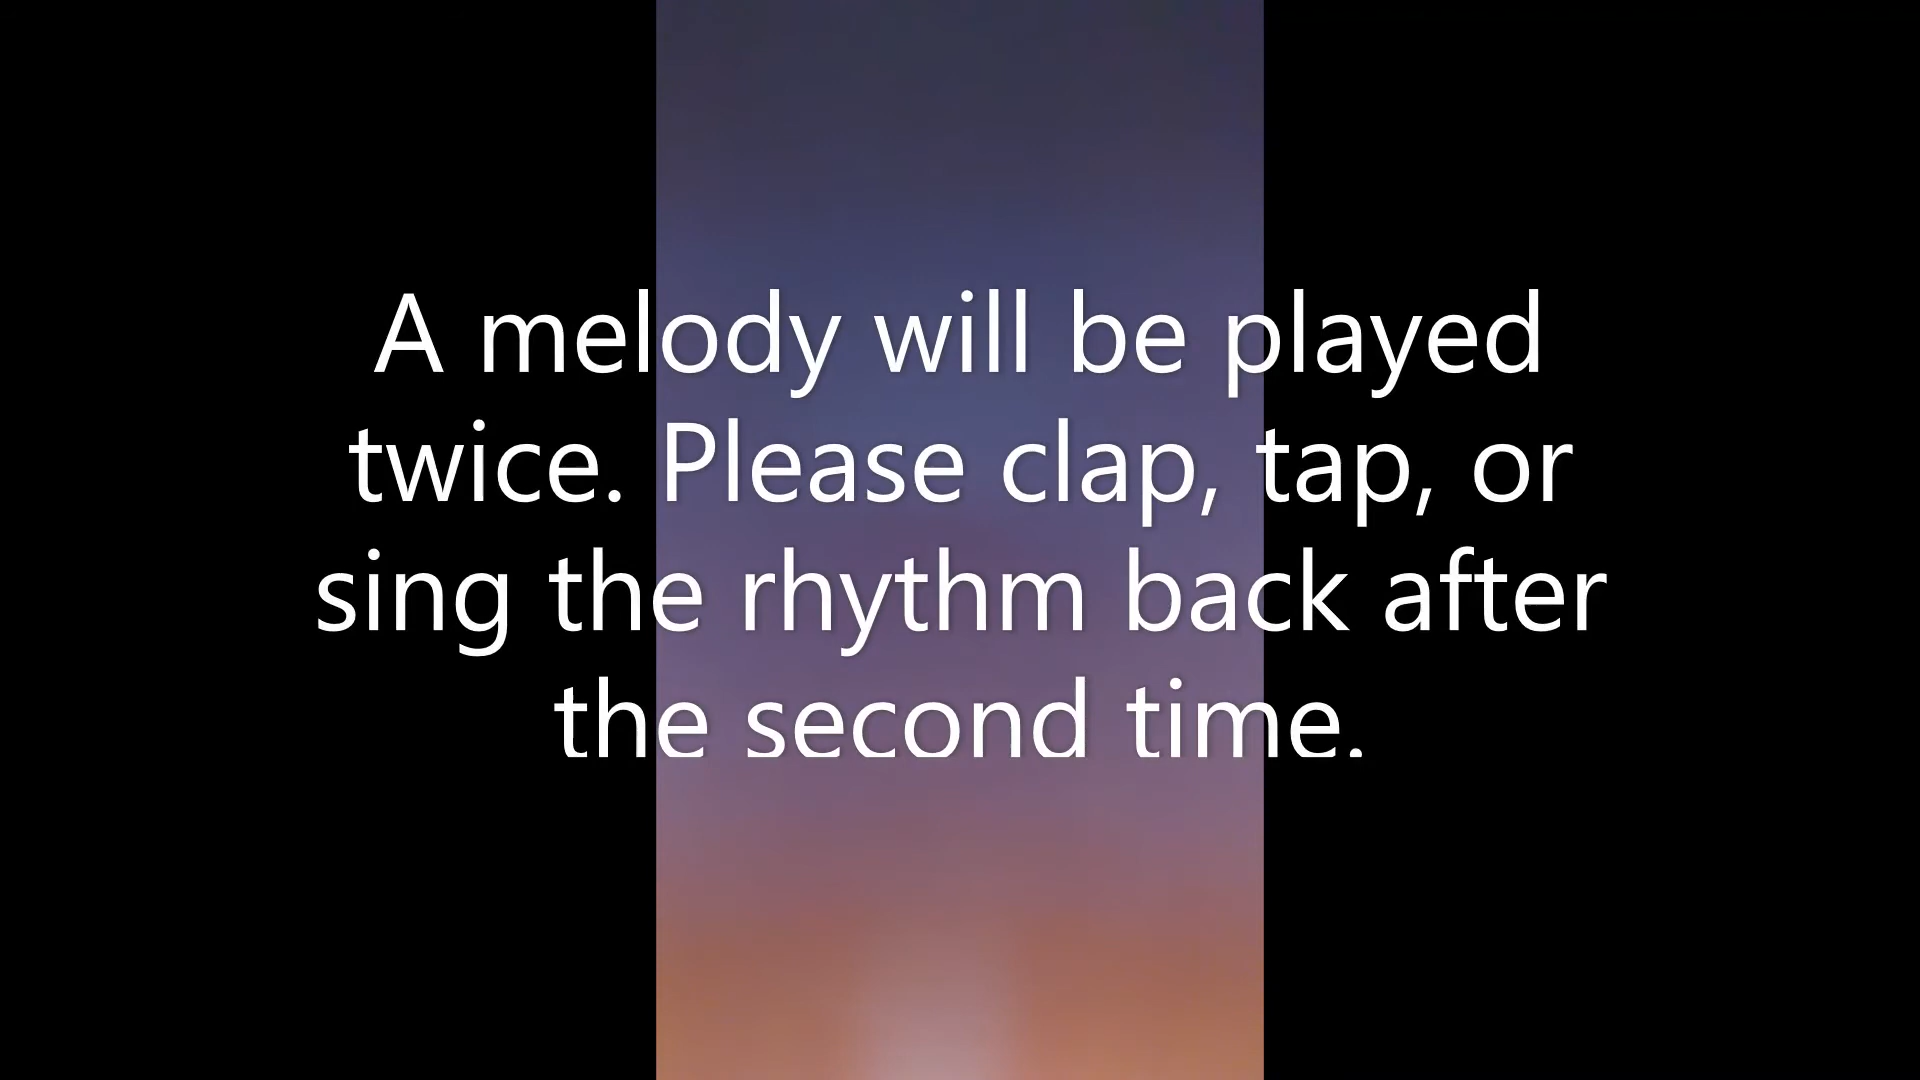 A melody will be played
twice. Please clap, tap, or
sing the rhythm back after
the second time.